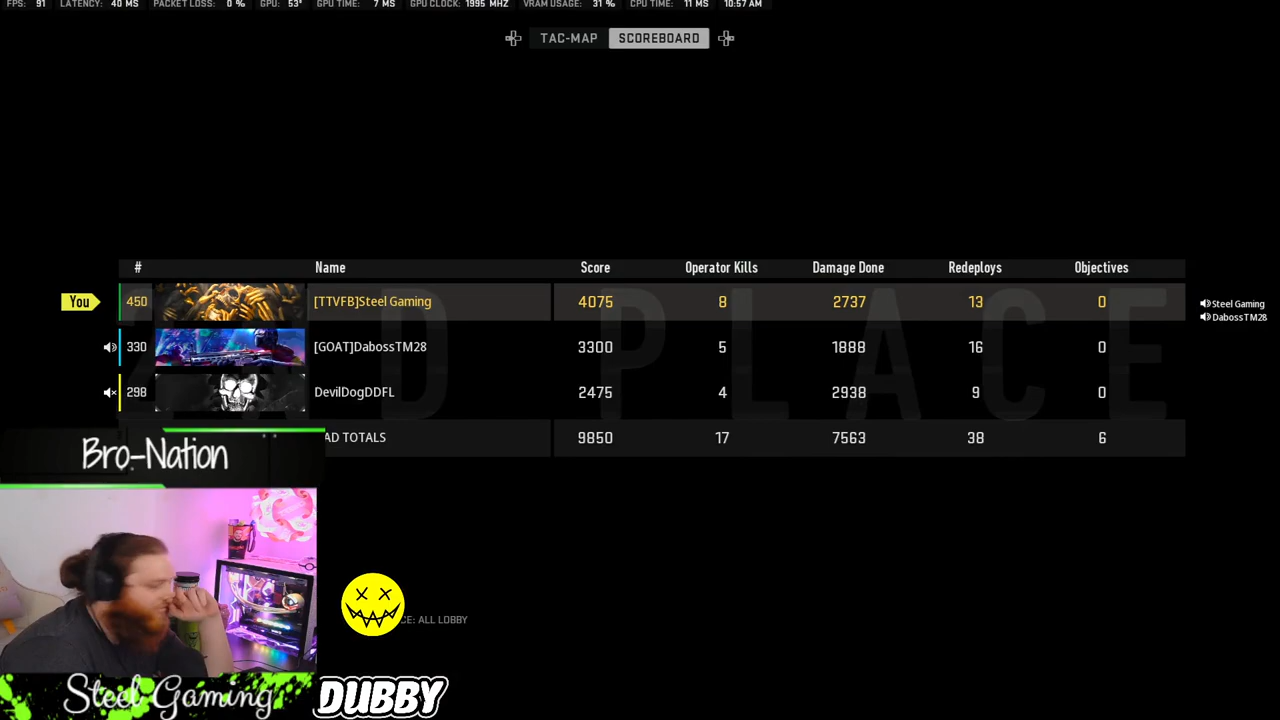 FPS: 91 LATENCY: 40 MS PACKET LOSS: 0 % GPU: 53° GPU TIME: 7 MS GPU CLOCK: 1995 MHZ VRAM USAGE: 31 % CPU TIME: 11 MS 10:57 AM
TAC-MAP SCOREBOARD
# Name Score Operator Kills Damage Done Redeploys Objectives
You 450 [TTVFB]Steel Gaming 4075 8 2737 13 0
Steel Gaming
DabossTM28
330 [GOAT]DabossTM28 3300 5 1888 16 0
298 DevilDogDDFL 2475 4 2938 9 0
PLACE
TOTALS 9850 17 7563 38 6
Bro-Nation
ALL LOBBY
Steel Gaming
DUBBY